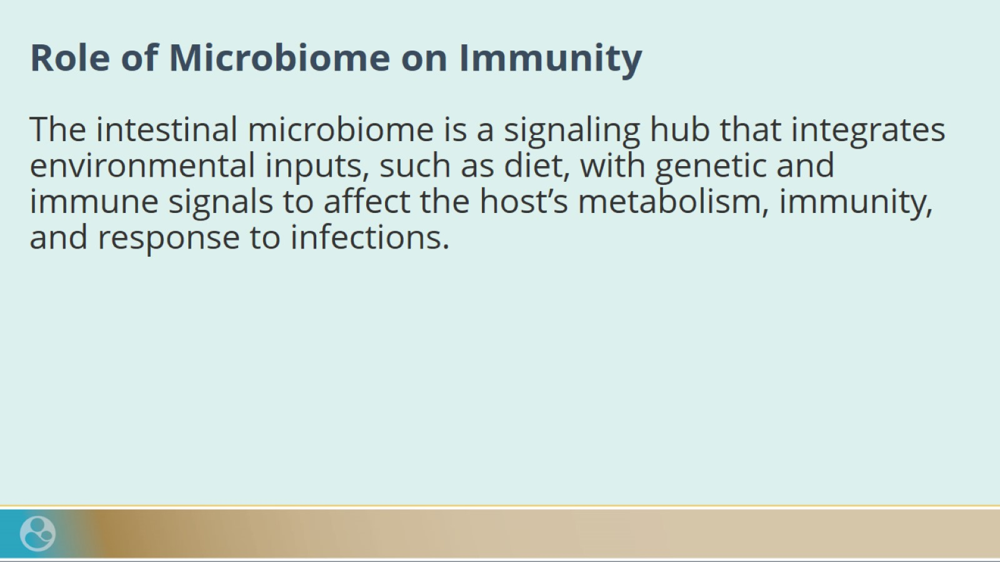 Role of Microbiome on Immunity
The intestinal microbiome is a signaling hub that integrates
environmental inputs, such as diet, with genetic and
immune signals to affect the host’s metabolism, immunity,
and response to infections.